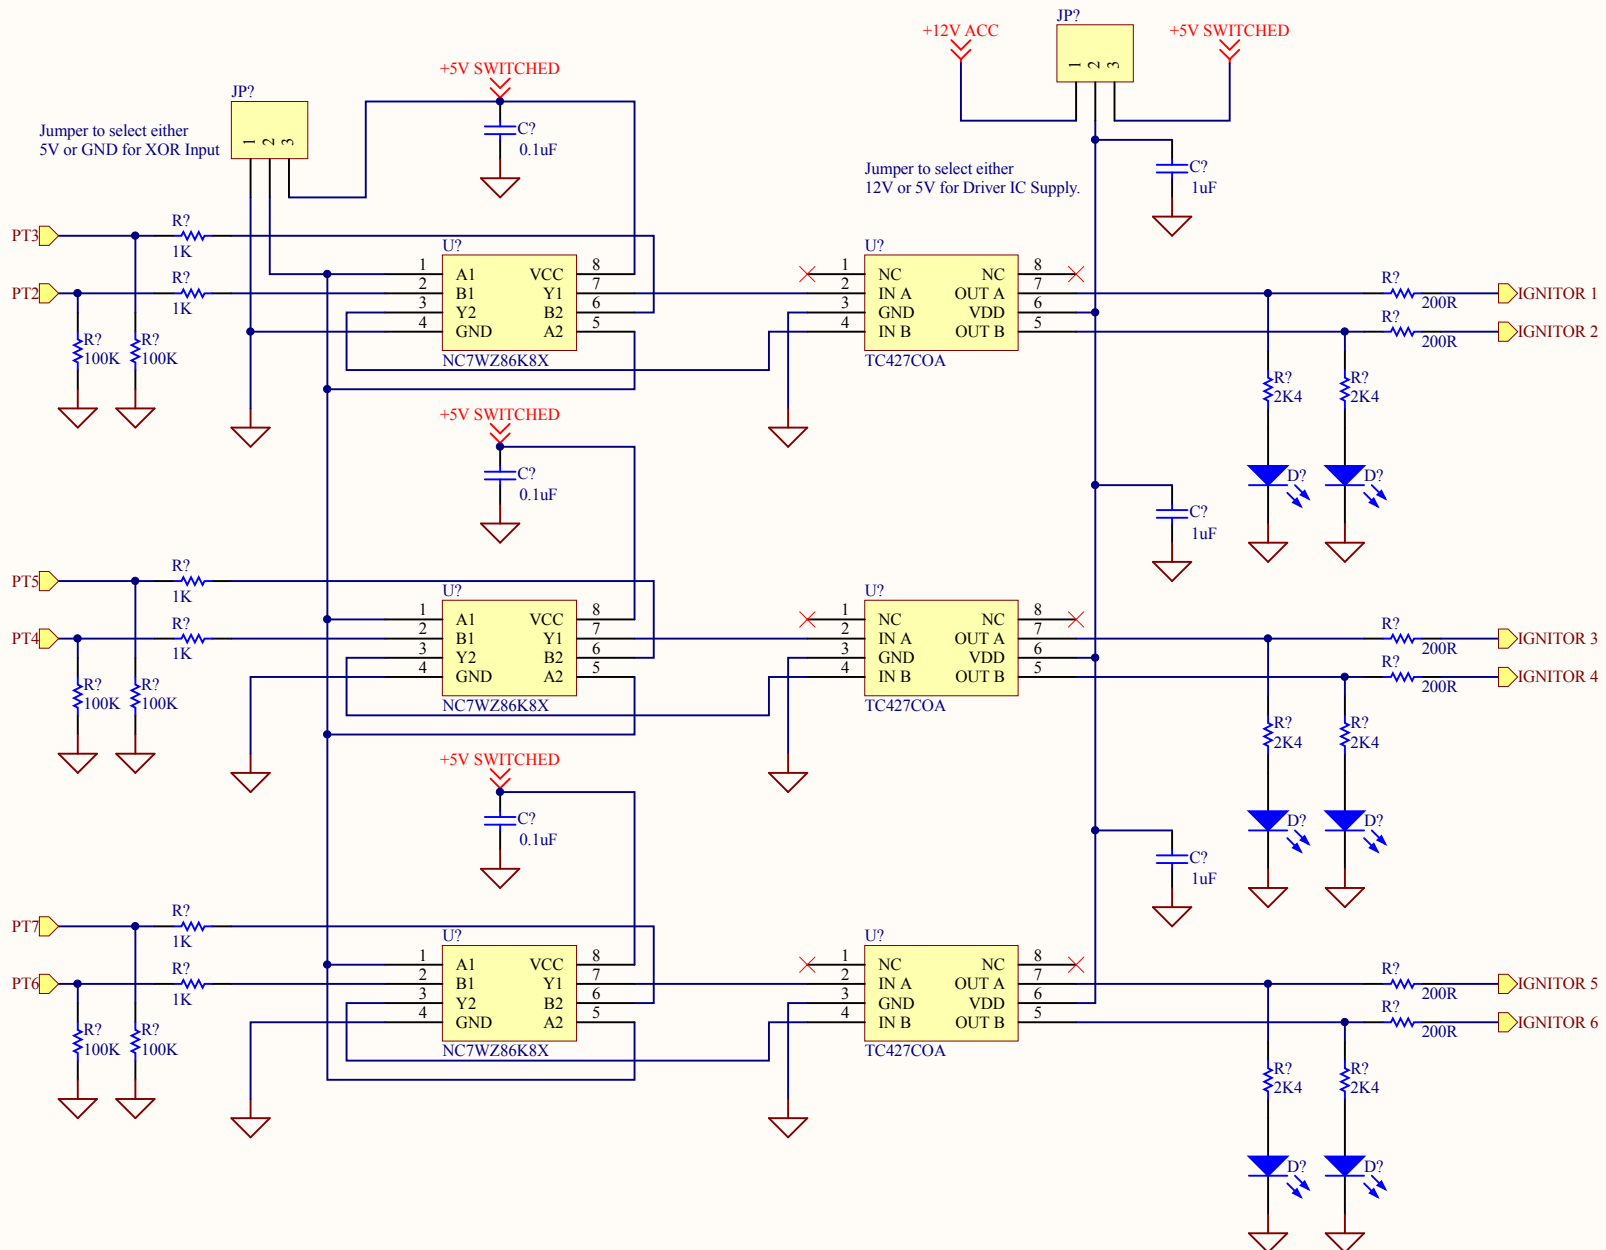 JP?
+12V ACC
+5V SWITCHED
1
2
3
+5V SWITCHED
JP?
1
2
3
Jumper to select either
5V or GND for XOR Input
C?
0.1uF
Jumper to select either
12V or 5V for Driver IC Supply.
C?
1uF
PT3
R?
1K
PT2
R?
1K
R?
100K
R?
100K
U?
1
2
3
4
A1
B1
Y2
GND
VCC
Y1
B2
A2
8
7
6
5
NC7WZ86K8X
U?
1
2
3
4
NC
IN A
GND
IN B
NC
OUT A
VDD
OUT B
8
7
6
5
TC427COA
R?
200R
IGNITOR 1
R?
200R
IGNITOR 2
R?
2K4
R?
2K4
D?
D?
+5V SWITCHED
C?
0.1uF
C?
1uF
PT5
R?
1K
PT4
R?
1K
R?
100K
R?
100K
U?
1
2
3
4
A1
B1
Y2
GND
VCC
Y1
B2
A2
8
7
6
5
NC7WZ86K8X
U?
1
2
3
4
NC
IN A
GND
IN B
NC
OUT A
VDD
OUT B
8
7
6
5
TC427COA
R?
200R
IGNITOR 3
R?
200R
IGNITOR 4
R?
2K4
R?
2K4
D?
D?
+5V SWITCHED
C?
0.1uF
C?
1uF
PT7
R?
1K
PT6
R?
1K
R?
100K
R?
100K
U?
1
2
3
4
A1
B1
Y2
GND
VCC
Y1
B2
A2
8
7
6
5
NC7WZ86K8X
U?
1
2
3
4
NC
IN A
GND
IN B
NC
OUT A
VDD
OUT B
8
7
6
5
TC427COA
R?
200R
IGNITOR 5
R?
200R
IGNITOR 6
R?
2K4
R?
2K4
D?
D?